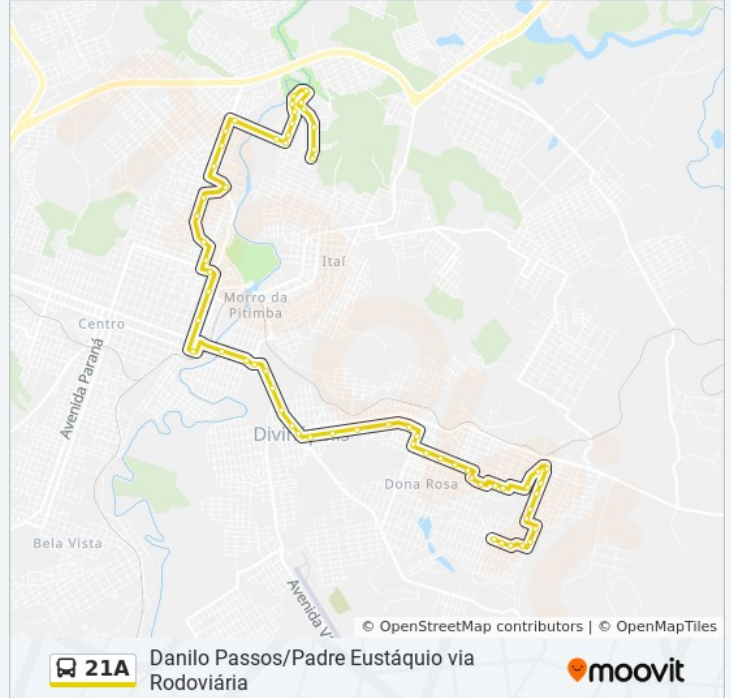 Itaí
Morro da
Pitimba
Centro
Avenida Paraná
Dona Rosa
Bela Vista
© OpenStreetMap contributors | © OpenMapTiles
21A
Danilo Passos/Padre Eustáquio via
Rodoviária
moovit